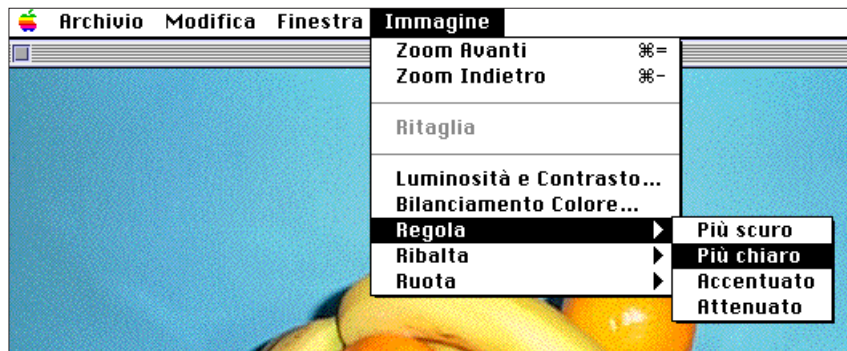 Archivio Modifica Finestra Immagine
Zoom Avanti ⌘=
Zoom Indietro ⌘-
Ritaglia
Luminosità e Contrasto...
Bilanciamento Colore...
Regola
Ribalta
Ruota
Più scuro
Più chiaro
Accentuato
Attenuato